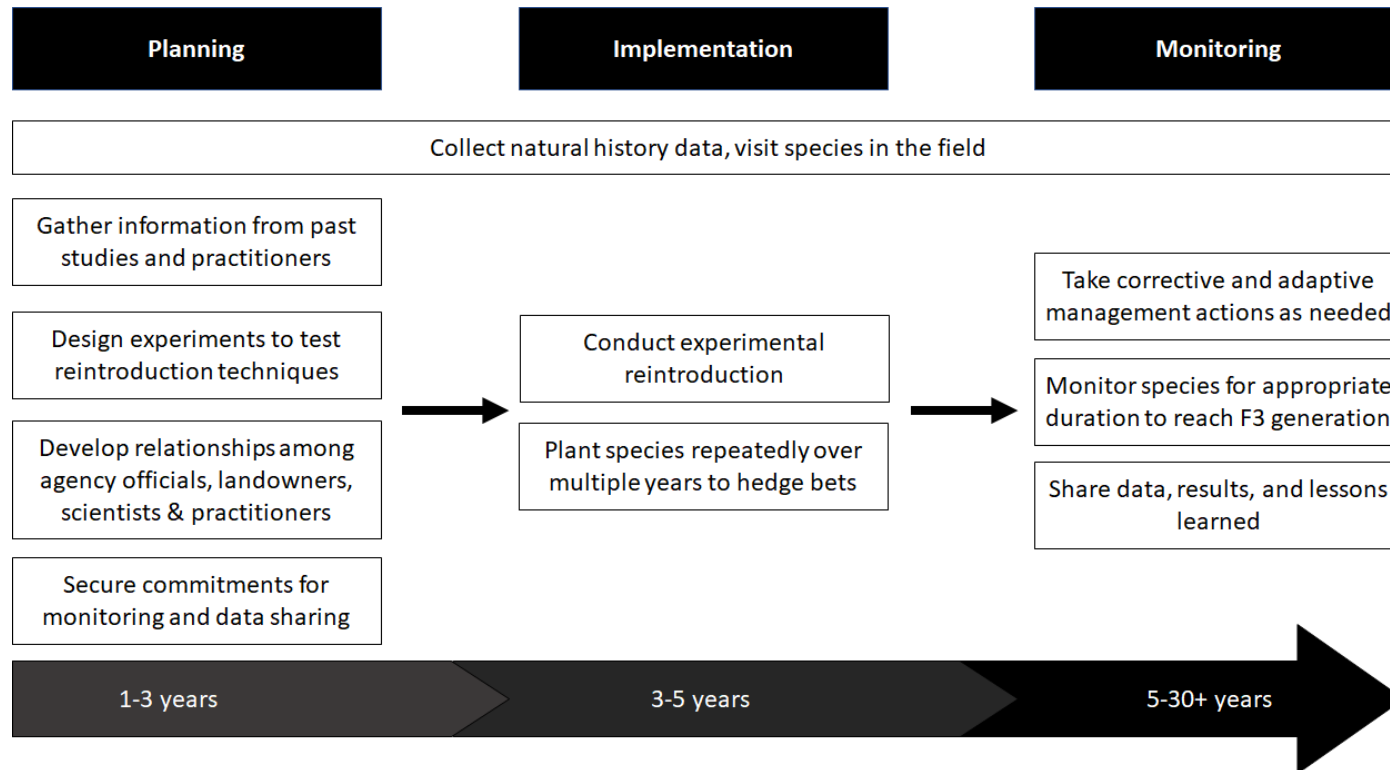 Planning
Implementation
Monitoring
Collect natural history data, visit species in the field
Gather information from past
studies and practitioners
Design experiments to test
reintroduction techniques
Develop relationships among
agency officials, landowners,
scientists & practitioners
Secure commitments for
monitoring and data sharing
Conduct experimental
reintroduction
Plant species repeatedly over
multiple years to hedge bets
Take corrective and adaptive
management actions as needed
Monitor species for appropriate
duration to reach F3 generation
Share data, results, and lessons
learned
1-3 years
3-5 years
5-30+ years